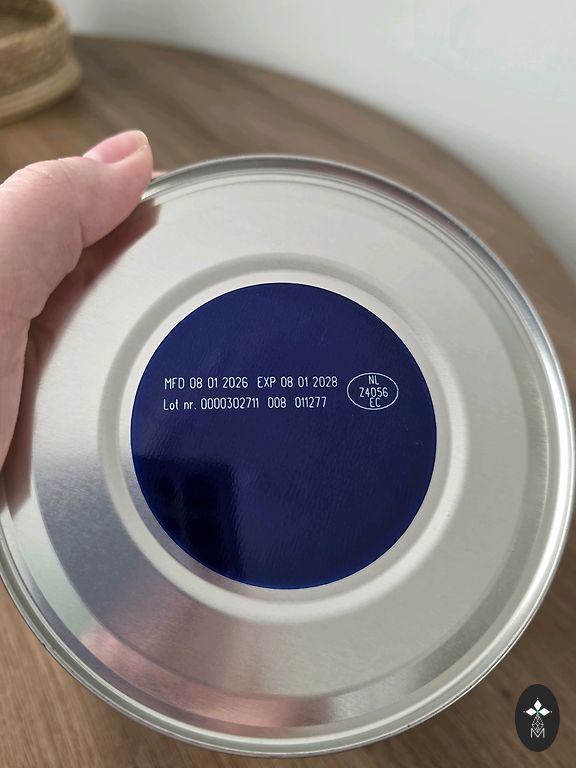 MFD 08 01 2026 EXP 08 01 2028
Lot nr. 0000302711 008 011277
NL
Z4056
EC
M